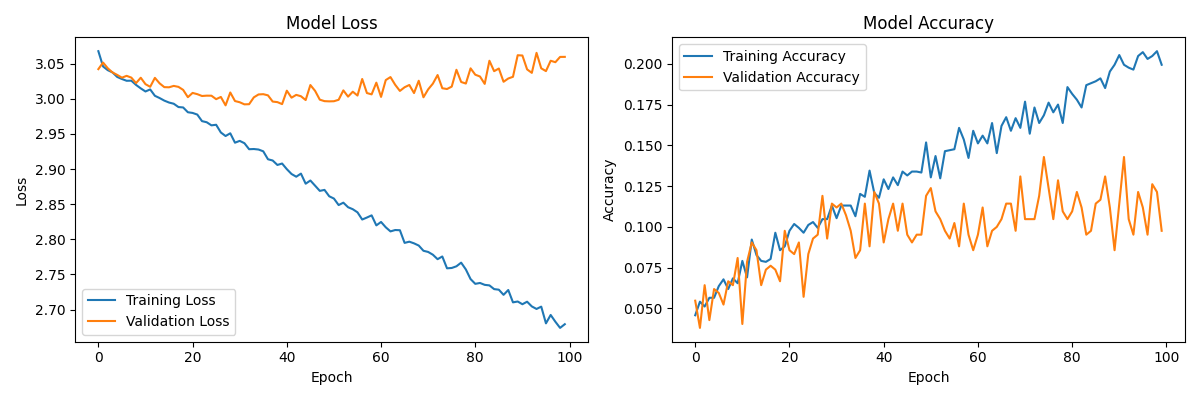 Model Loss
3.05
3.00
2.95
2.90
2.85
2.80
2.75
2.70
Loss
Training Loss
Validation Loss
0 20 40 60 80 100
Epoch
Model Accuracy
0.200
0.175
0.150
0.125
0.100
0.075
0.050
Accuracy
Training Accuracy
Validation Accuracy
0 20 40 60 80 100
Epoch